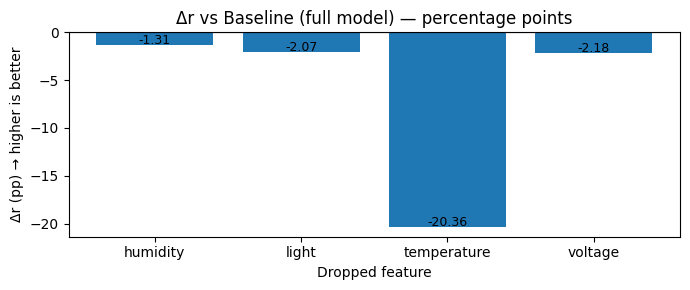 Δr vs Baseline (full model) — percentage points
Δr (pp) → higher is better
0
−5
−10
−15
−20
-1.31
-2.07
-20.36
-2.18
humidity
light
temperature
voltage
Dropped feature